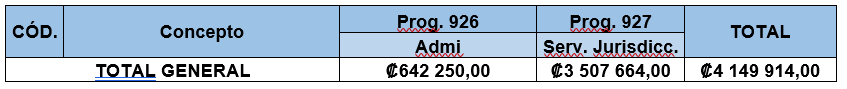 CÓD. Concepto Prog. 926 Prog. 927 TOTAL
Admi Serv. Jurisdicc.
TOTAL GENERAL ₡642 250,00 ₡3 507 664,00 ₡4 149 914,00